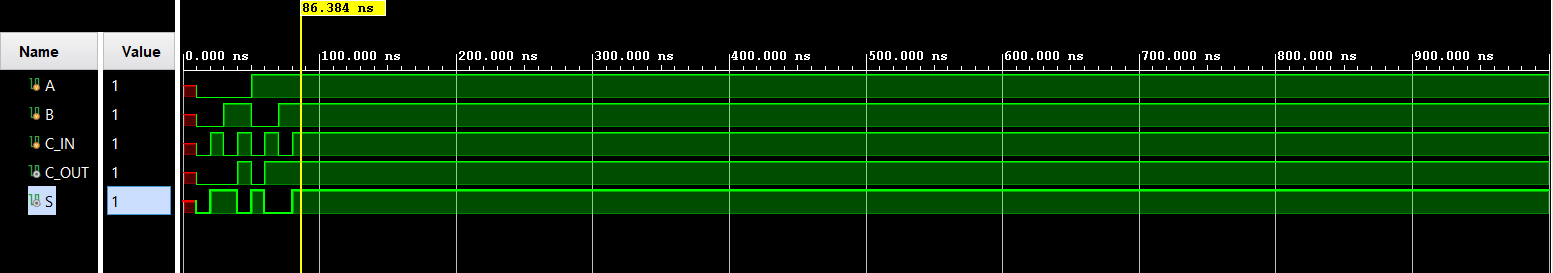 86.384 ns
Name Value 0.000 ns 100.000 ns 200.000 ns 300.000 ns 400.000 ns 500.000 ns 600.000 ns 700.000 ns 800.000 ns 900.000 ns
A 1
B 1
C_IN 1
C_OUT 1
S 1